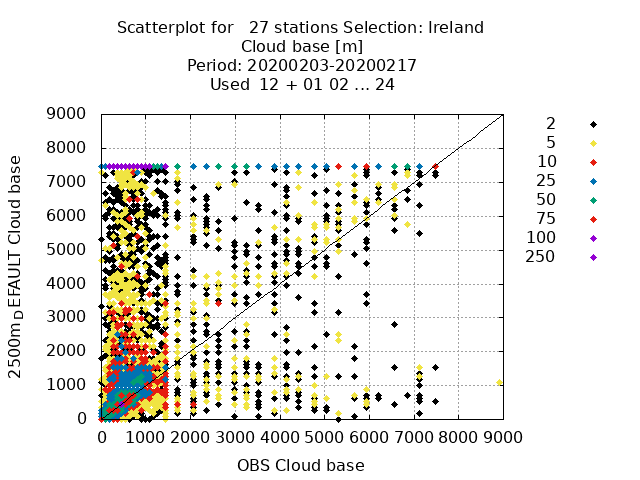 Scatterplot for   27 stations Selection: Ireland
Cloud base [m]
Period: 20200203-20200217
Used  12 + 01 02 ... 24
2500m_DEFAULT Cloud base
9000
8000
7000
6000
5000
4000
3000
2000
1000
0
0 1000 2000 3000 4000 5000 6000 7000 8000 9000
OBS Cloud base
2
5
10
25
50
75
100
250